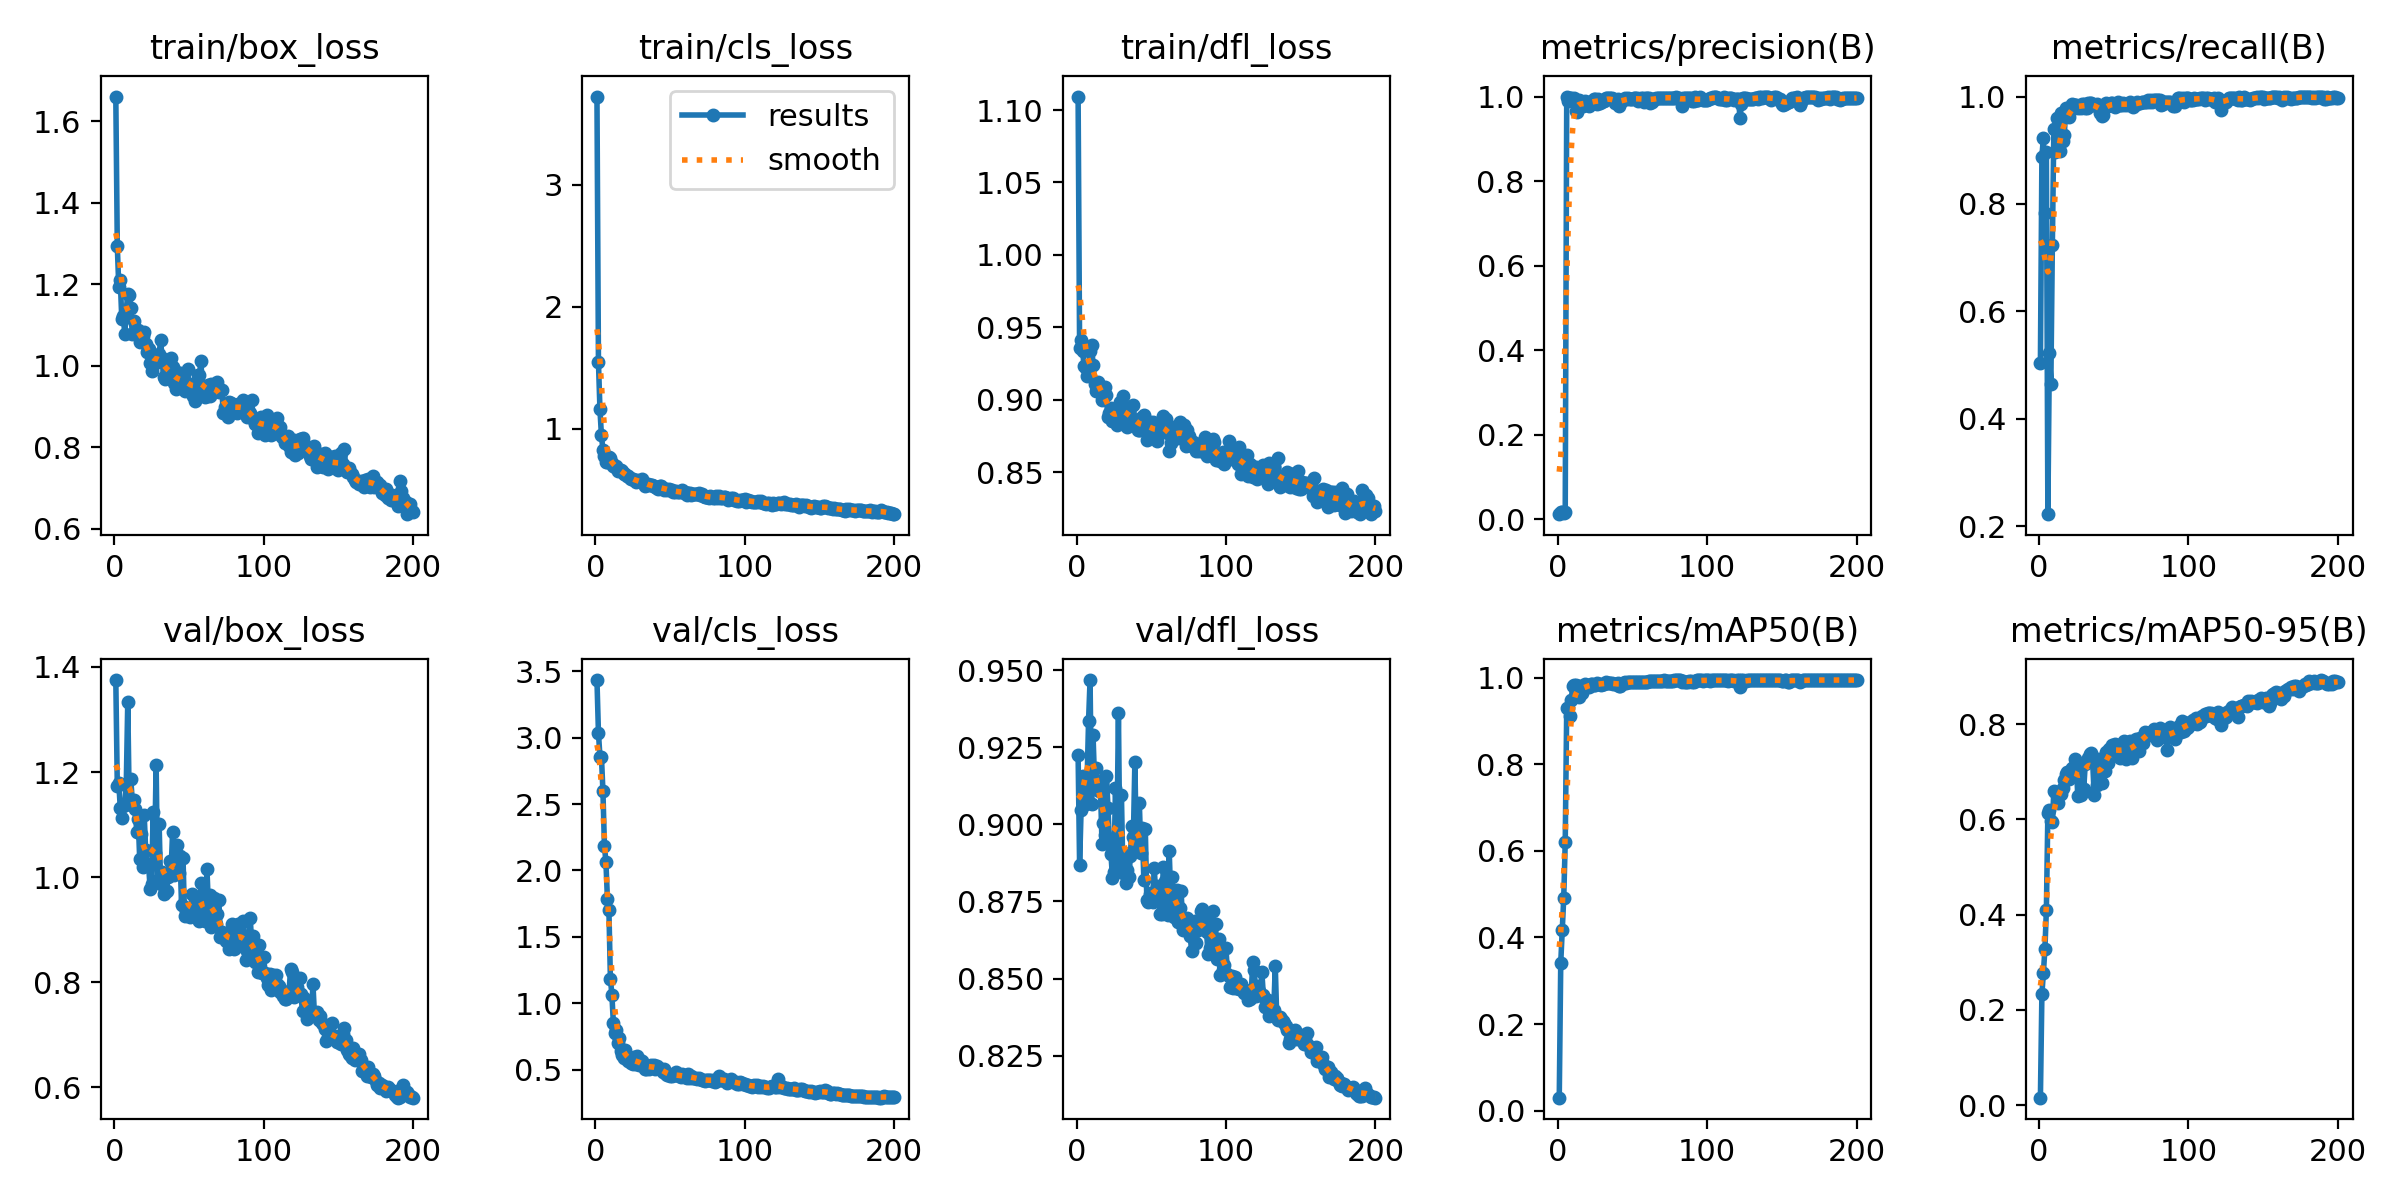 train/box_loss
1.6
1.4
1.2
1.0
0.8
0.6
0 100 200
train/cls_loss
results
smooth
3
2
1
0 100 200
train/dfl_loss
1.10
1.05
1.00
0.95
0.90
0.85
0 100 200
metrics/precision(B)
1.0
0.8
0.6
0.4
0.2
0.0
0 100 200
metrics/recall(B)
1.0
0.8
0.6
0.4
0.2
0 100 200
val/box_loss
1.4
1.2
1.0
0.8
0.6
0 100 200
val/cls_loss
3.5
3.0
2.5
2.0
1.5
1.0
0.5
0 100 200
val/dfl_loss
0.950
0.925
0.900
0.875
0.850
0.825
0 100 200
metrics/mAP50(B)
1.0
0.8
0.6
0.4
0.2
0.0
0 100 200
metrics/mAP50-95(B)
0.8
0.6
0.4
0.2
0.0
0 100 200